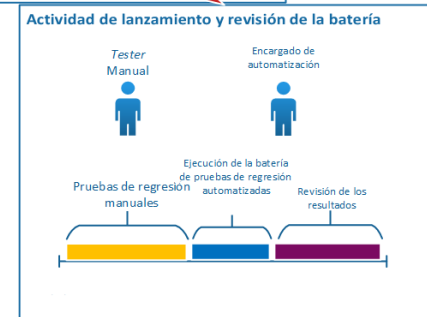 Actividad de lanzamiento y revisión de la batería
Tester
Manual
Encargado de
automatización
Pruebas de regresión
manuales
Ejecución de la batería
de pruebas de regresión
automatizadas
Revisión de los
resultados